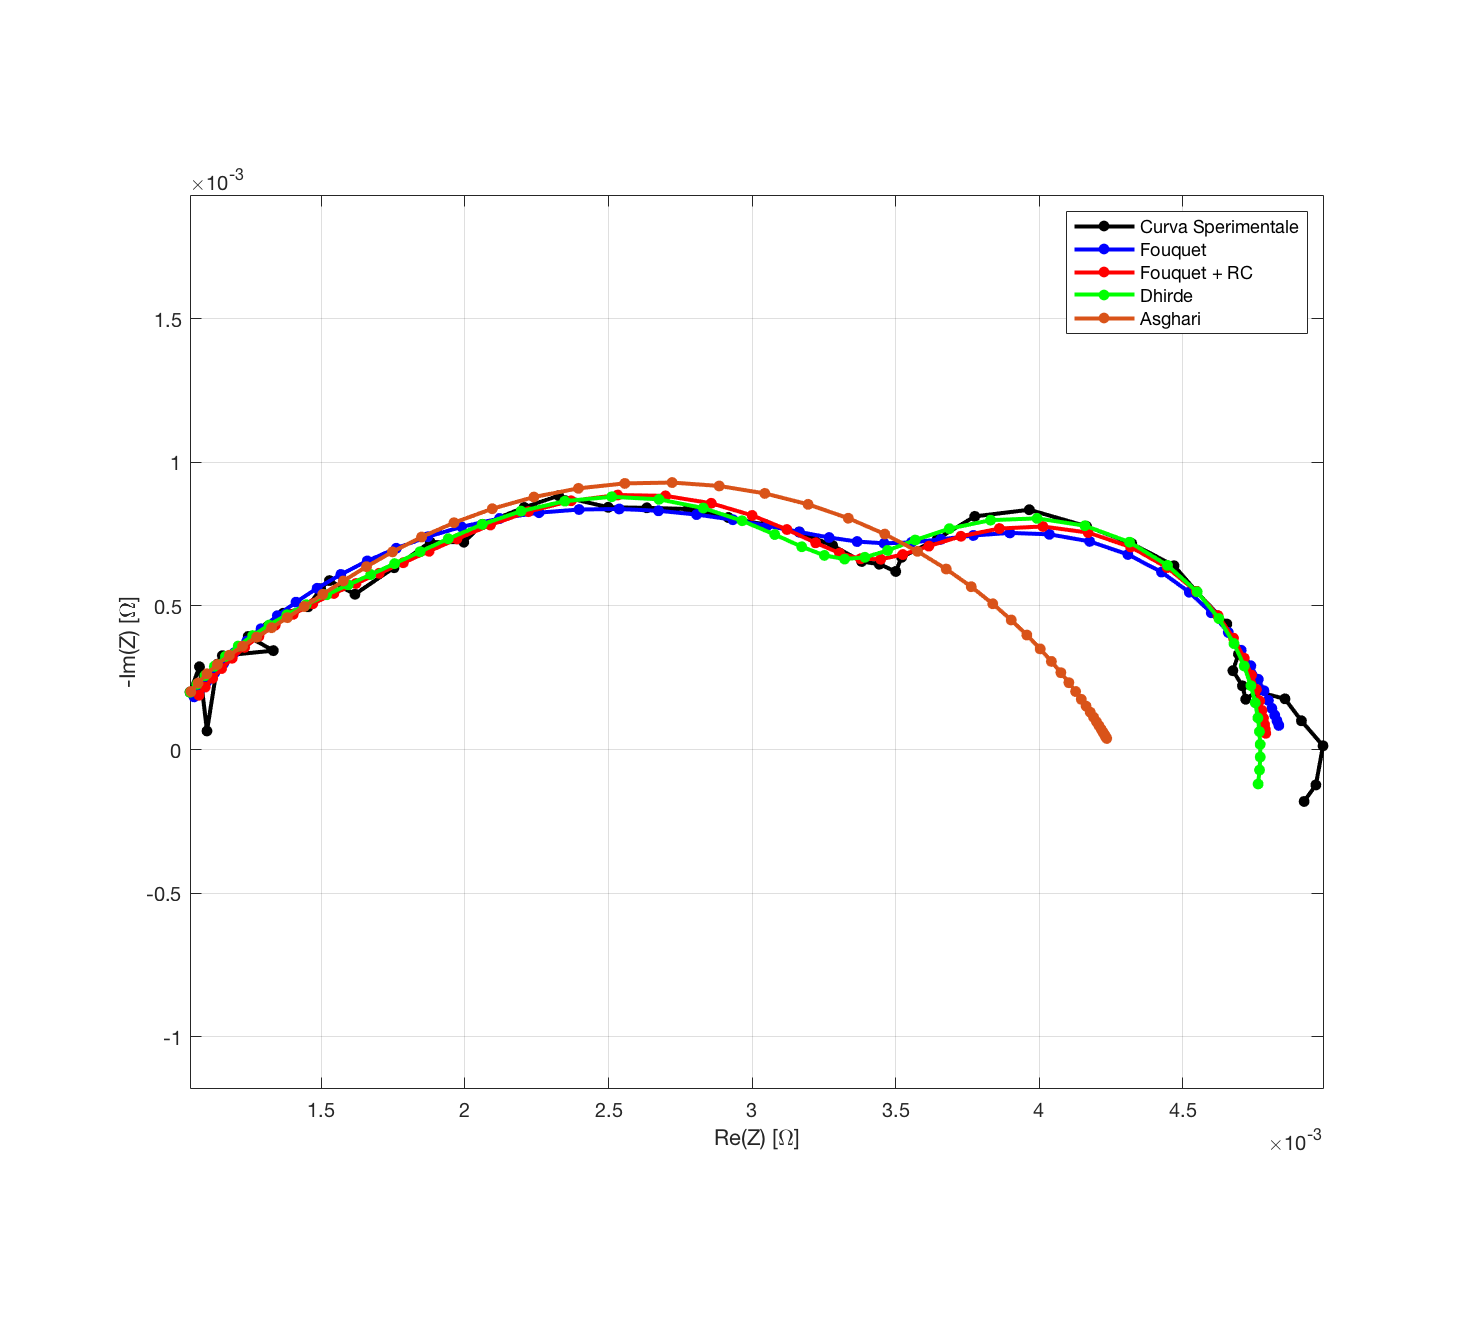 ×10^-3
Curva Sperimentale
Fouquet
Fouquet + RC
Dhirde
Asghari
1.5
1
0.5
0
-0.5
-1
-Im(Z) [Ω]
1.5 2 2.5 3 3.5 4 4.5
Re(Z) [Ω]
×10^-3